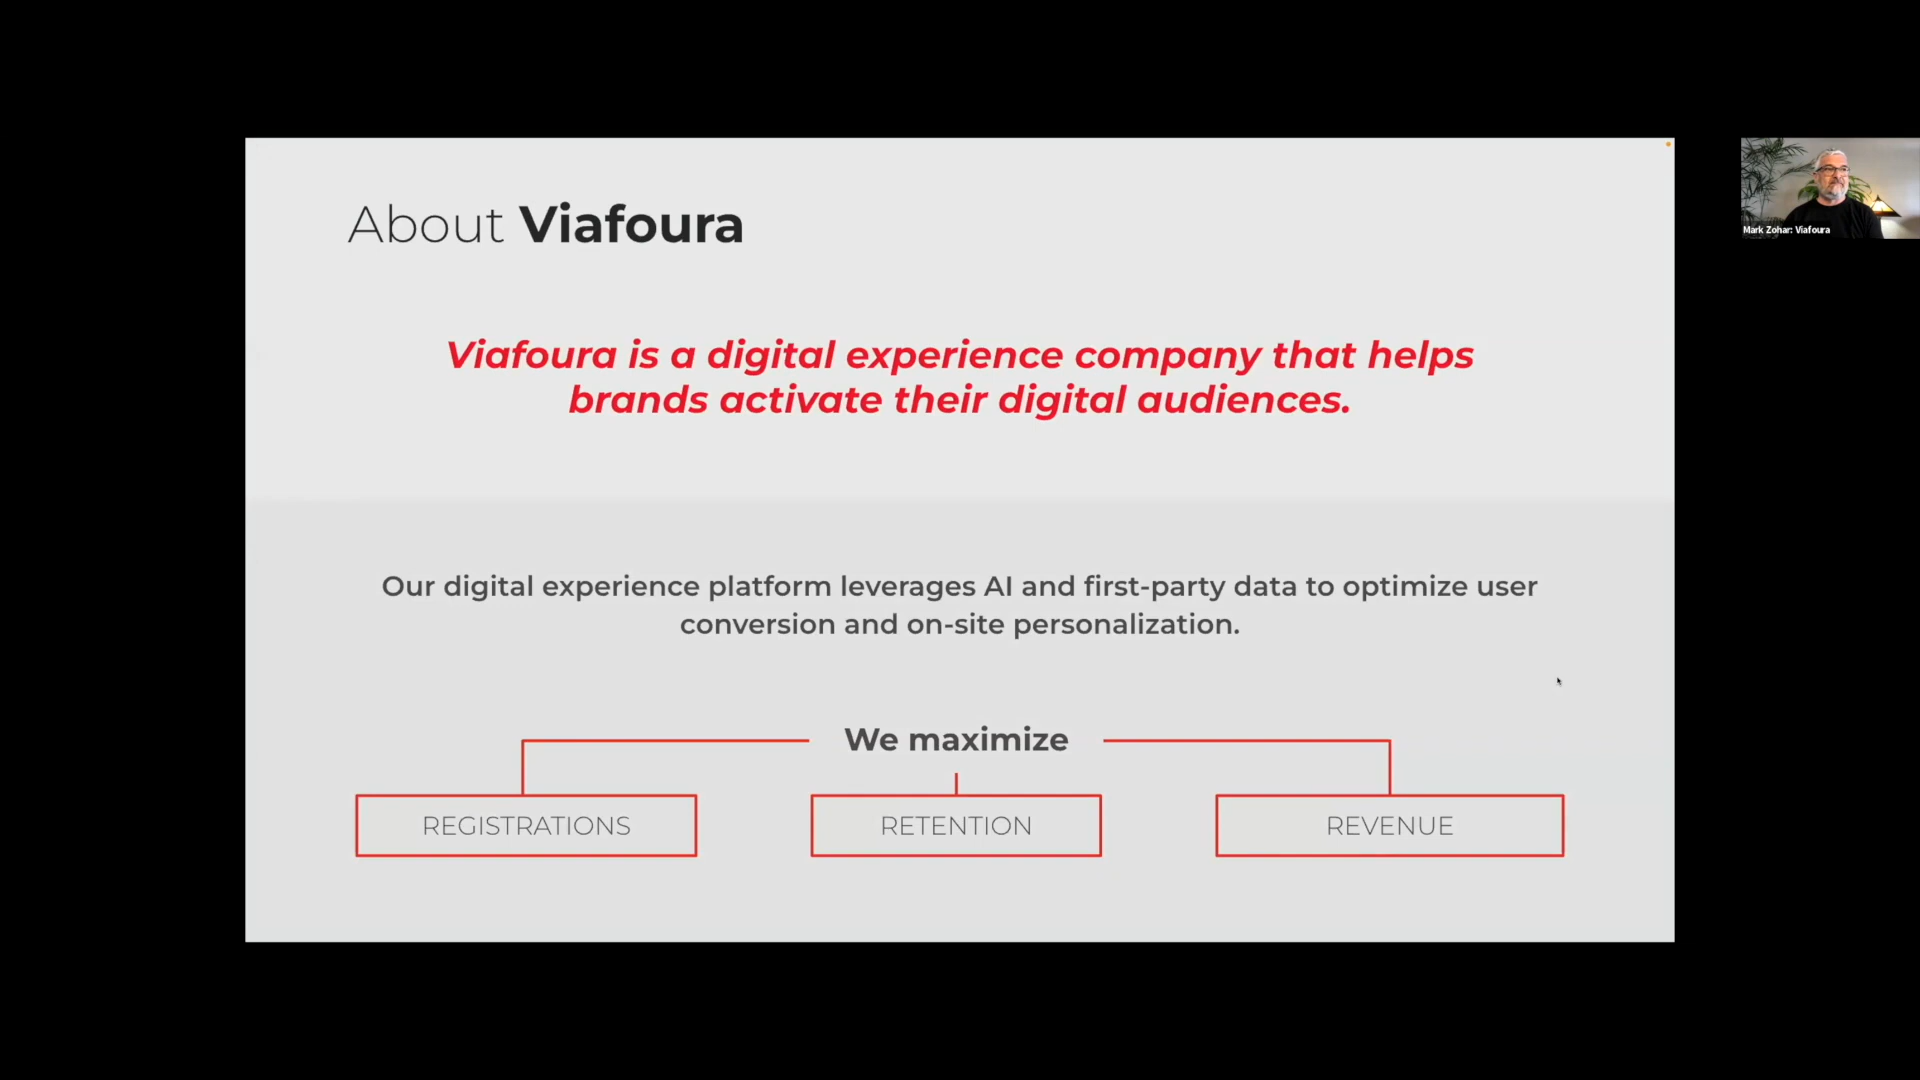 About Viafoura
Mark Zohar: Viafoura
Viafoura is a digital experience company that helps
brands activate their digital audiences.
Our digital experience platform leverages AI and first-party data to optimize user
conversion and on-site personalization.
We maximize
REGISTRATIONS
RETENTION
REVENUE